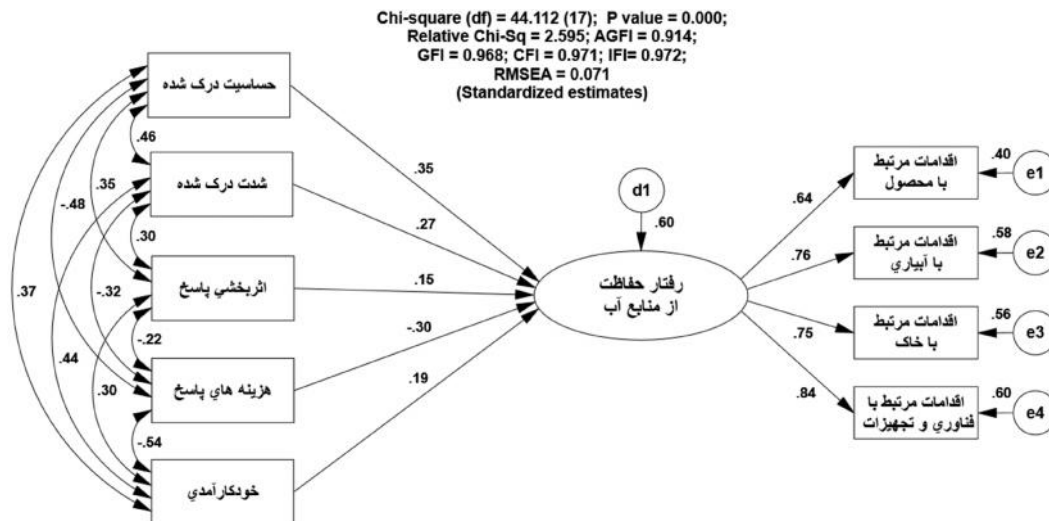 Chi-square (df) = 44.112 (17); P value = 0.000;
Relative Chi-Sq = 2.595; AGFI = 0.914;
GFI = 0.968; CFI = 0.971; IFI= 0.972;
RMSEA = 0.071
(Standardized estimates)
حساسیت درک شده
شدت درک شده
اثربخشي پاسخ
هزینه هاي پاسخ
خودکارآمدي
.46
.35
-.48
.30
-.32
.37
-.22
.44
.30
-.54
.35
.27
.15
-.30
.19
d1
.60
رفتار حفاظت
از منابع آب
.64
.76
.75
.84
اقدامات مرتبط
با محصول
.40
e1
اقدامات مرتبط
با آبیاري
.58
e2
اقدامات مرتبط
با خاک
.56
e3
اقدامات مرتبط با
فناوري و تجهیزات
.60
e4